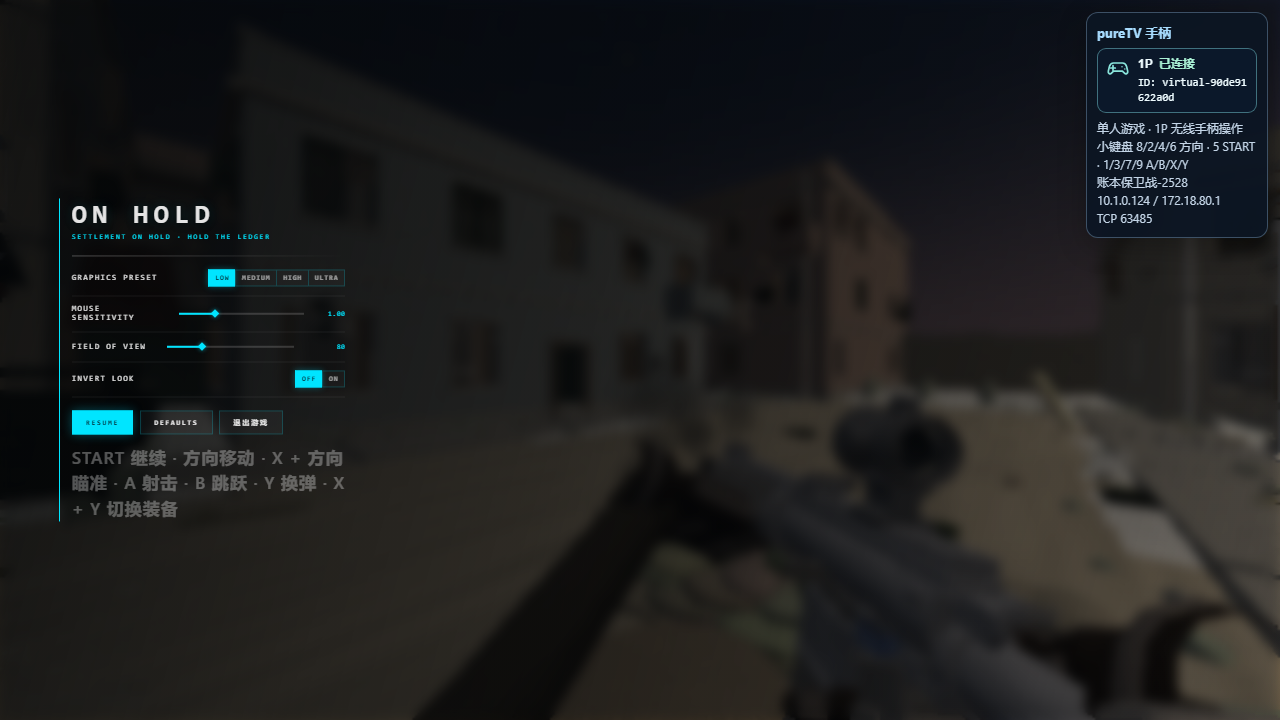 pureTV 手柄
1P 已连接
ID: virtual-90de91
622a0d
单人游戏 · 1P 无线手柄操作
小键盘 8/2/4/6 方向 · 5 START
· 1/3/7/9 A/B/X/Y
账本保卫战-2528
10.1.0.124 / 172.18.80.1
TCP 63485
ON HOLD
SETTLEMENT ON HOLD · HOLD THE LEDGER
GRAPHICS PRESET LOW MEDIUM HIGH ULTRA
MOUSE
SENSITIVITY 1.00
FIELD OF VIEW 80
INVERT LOOK OFF ON
RESUME DEFAULTS 退出游戏
START 继续 · 方向移动 · X + 方向
瞄准 · A 射击 · B 跳跃 · Y 换弹 · X
+ Y 切换装备